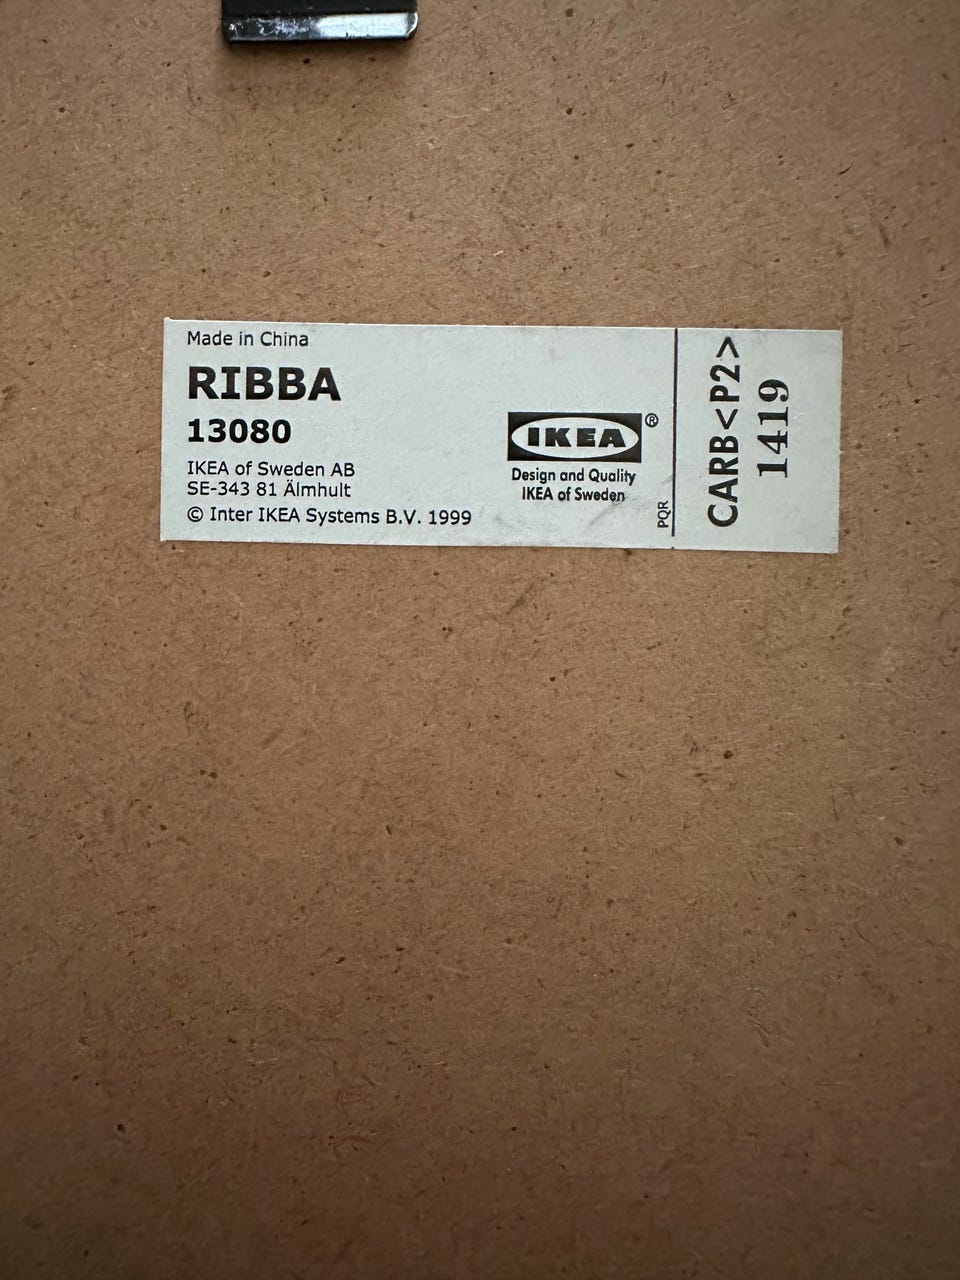 Made in China
RIBBA
13080
IKEA of Sweden AB
SE-343 81 Älmhult
© Inter IKEA Systems B.V. 1999
IKEA®
Design and Quality
IKEA of Sweden
PQR
CARB<P2>
1419